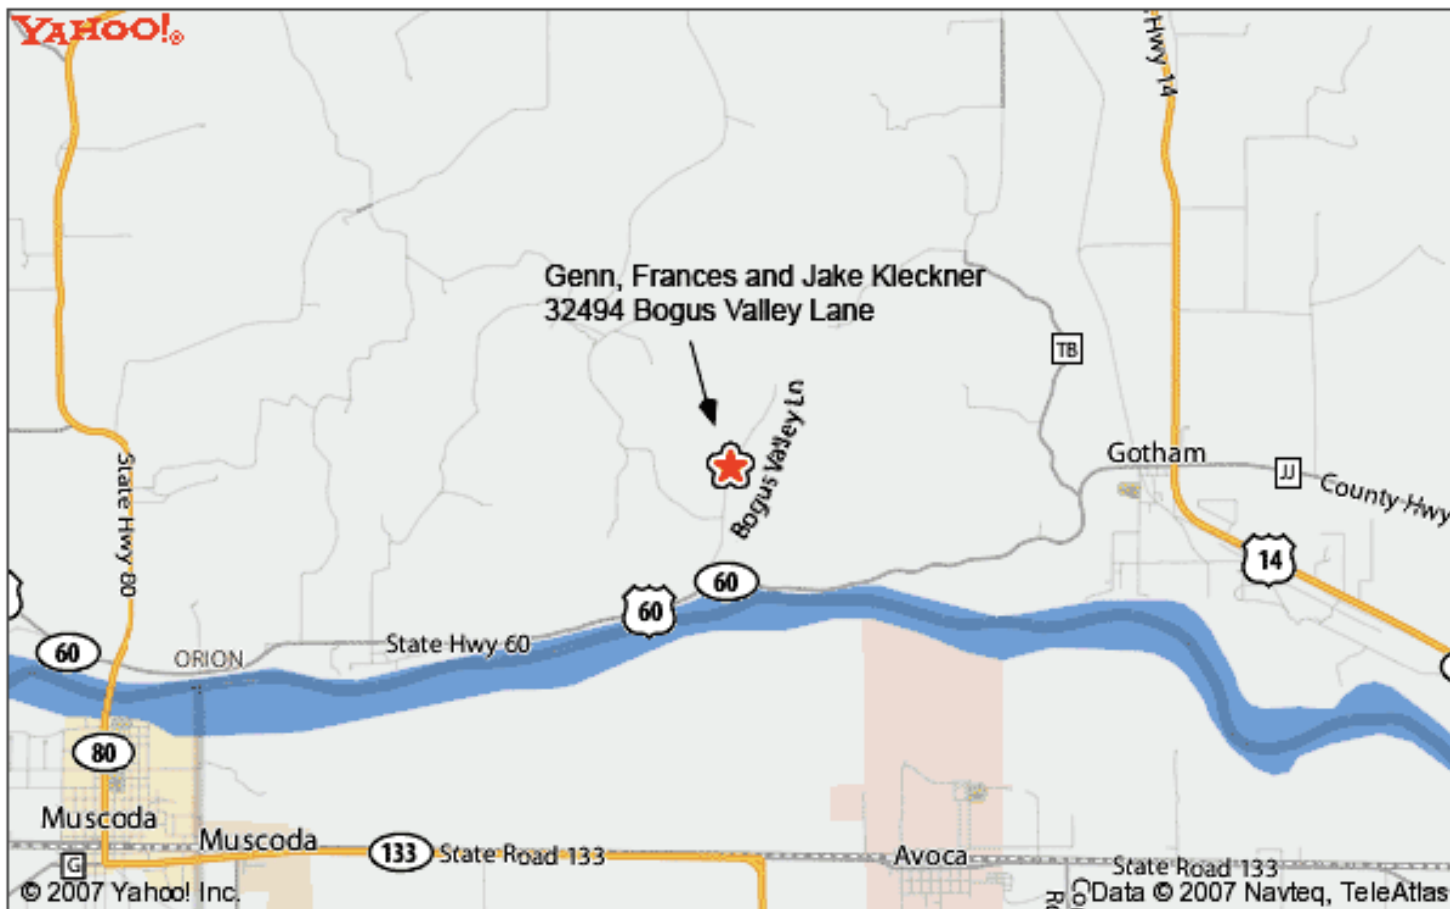 YAHOO!®
Hwy 14
Genn, Frances and Jake Kleckner
32494 Bogus Valley Lane
TB
Bogus Valley Ln
Gotham
JJ
County Hwy
State Hwy 80
14
60
60
60
State Hwy 60
ORION
80
Muscoda
Muscoda
133
State Road 133
Avoca
State Road 133
G
© 2007 Yahoo! Inc.
Data © 2007 Navteq, TeleAtlas